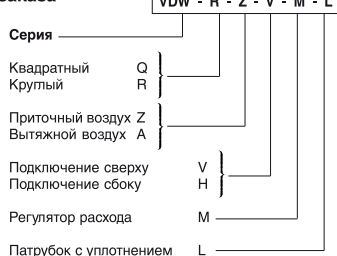 VDW - R - Z - V - M - L
Серия
Квадратный Q
Круглый R
Приточный воздух Z
Вытяжной воздух A
Подключение сверху V
Подключение сбоку H
Регулятор расхода M
Патрубок с уплотнением L